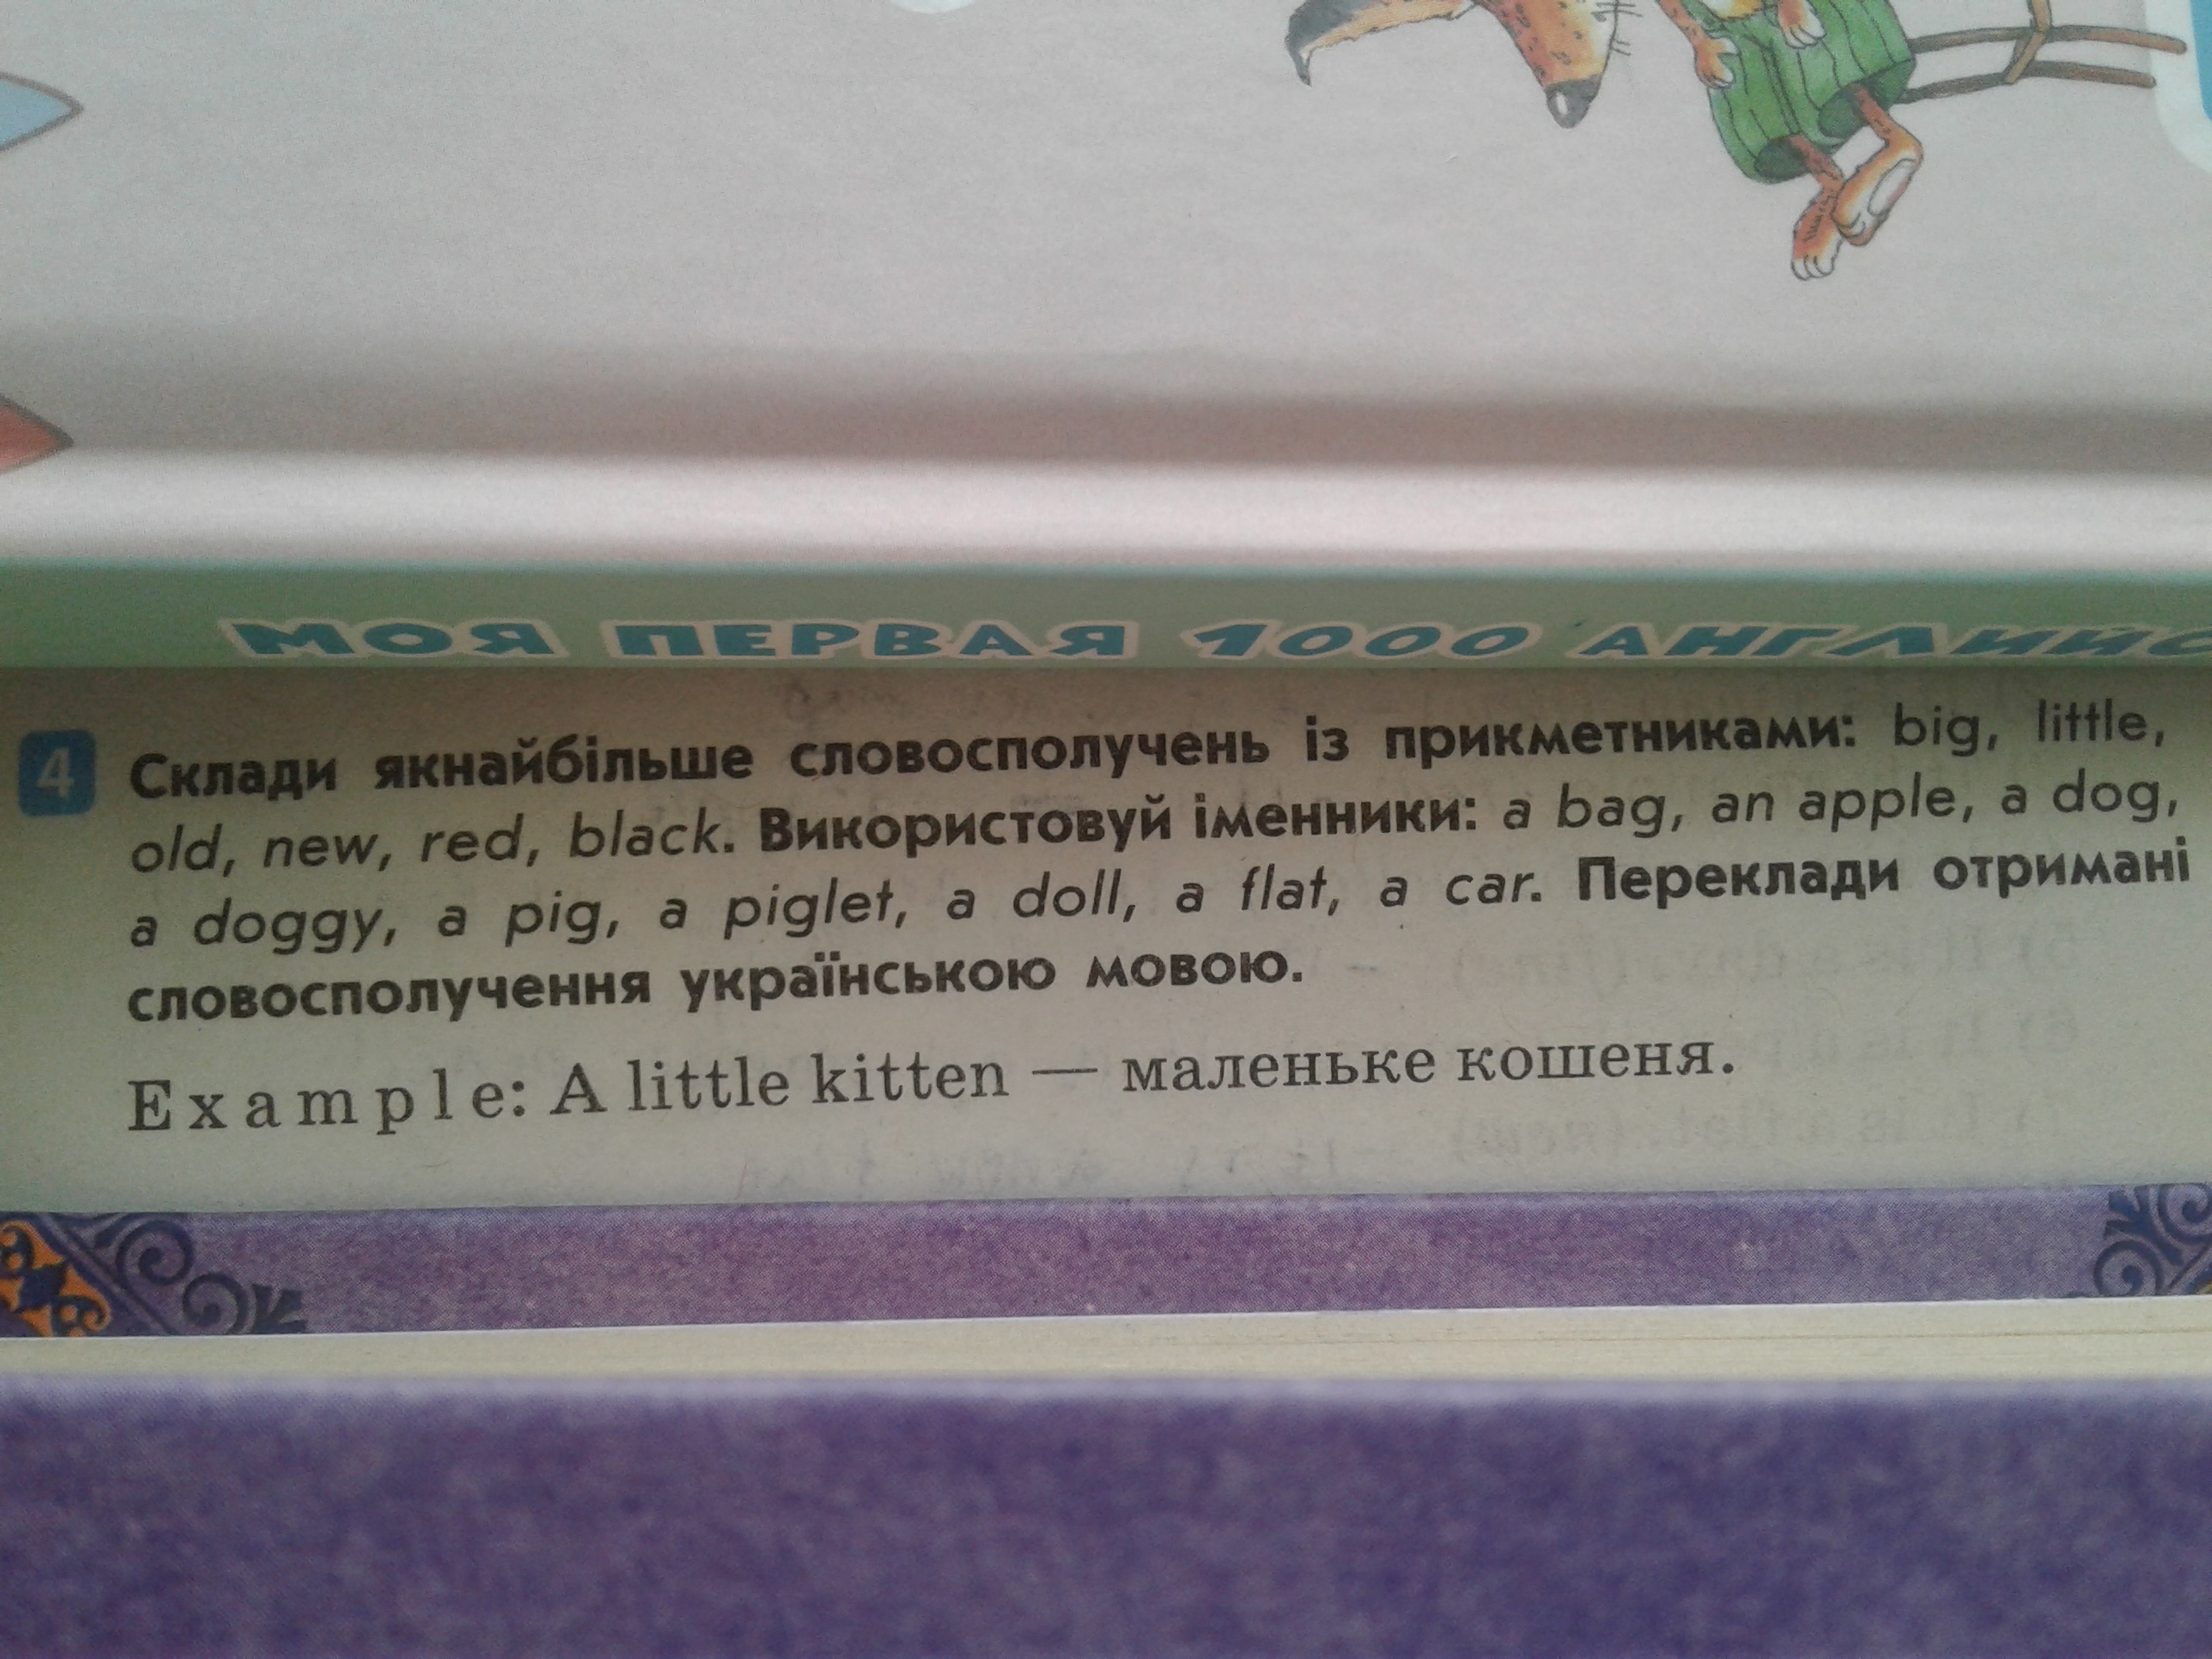 МОЯ ПЕРВАЯ 1000
4 Склади якнайбільше словосполучень із прикметниками: big, little,
old, new, red, black. Використовуй іменники: a bag, an apple, a dog,
a doggy, a pig, a piglet, a doll, a flat, a car. Переклади отримані
словосполучення українською мовою.
Example: A little kitten — маленьке кошеня.